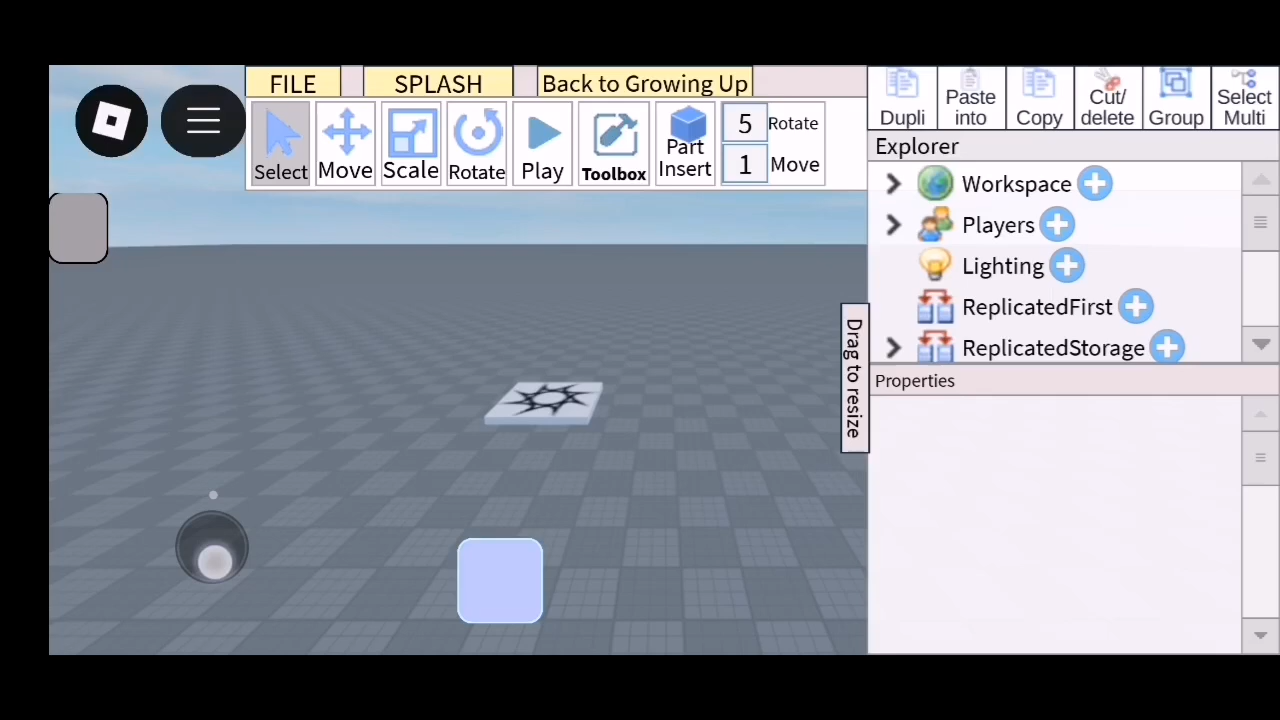 FILE
SPLASH
Back to Growing Up
Select
Move
Scale
Rotate
Play
Toolbox
Part
Insert
5
Rotate
1
Move
Dupli
Paste
into
Copy
Cut/
delete
Group
Select
Multi
Explorer
Workspace
Players
Lighting
ReplicatedFirst
ReplicatedStorage
Drag to resize
Properties